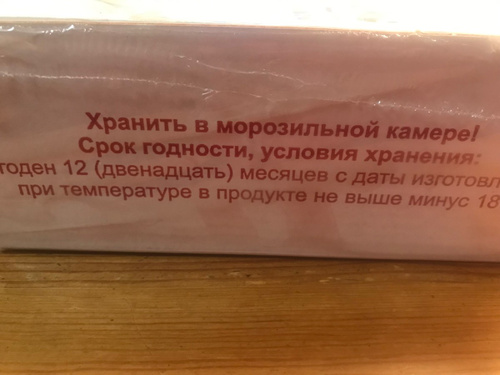 Хранить в морозильной камере!
Срок годности, условия хранения:
годен 12 (двенадцать) месяцев с даты изготовл
при температуре в продукте не выше минус 18